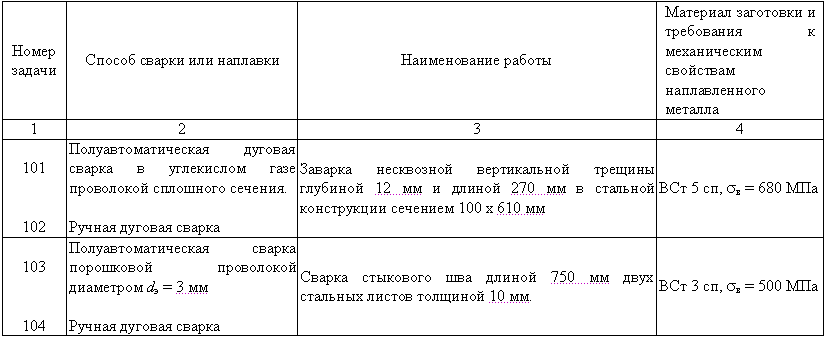 Номер задачи
Способ сварки или наплавки
Наименование работы
Материал заготовки и
требования к
механическим
свойствам
наплавленного
металла
1 2 3 4
101
Полуавтоматическая дуговая
сварка в углекислом газе
проволокой сплошного сечения.
102
Ручная дуговая сварка
Заварка несквозной вертикальной трещины
глубиной 12 мм и длиной 270 мм в стальной
конструкции сечением 100 х 610 мм
ВСт 5 сп, σв = 680 МПа
103
Полуавтоматическая сварка
порошковой проволокой
диаметром dэ = 3 мм
104
Ручная дуговая сварка
Сварка стыкового шва длиной 750 мм двух
стальных листов толщиной 10 мм.
ВСт 3 сп, σв = 500 МПа